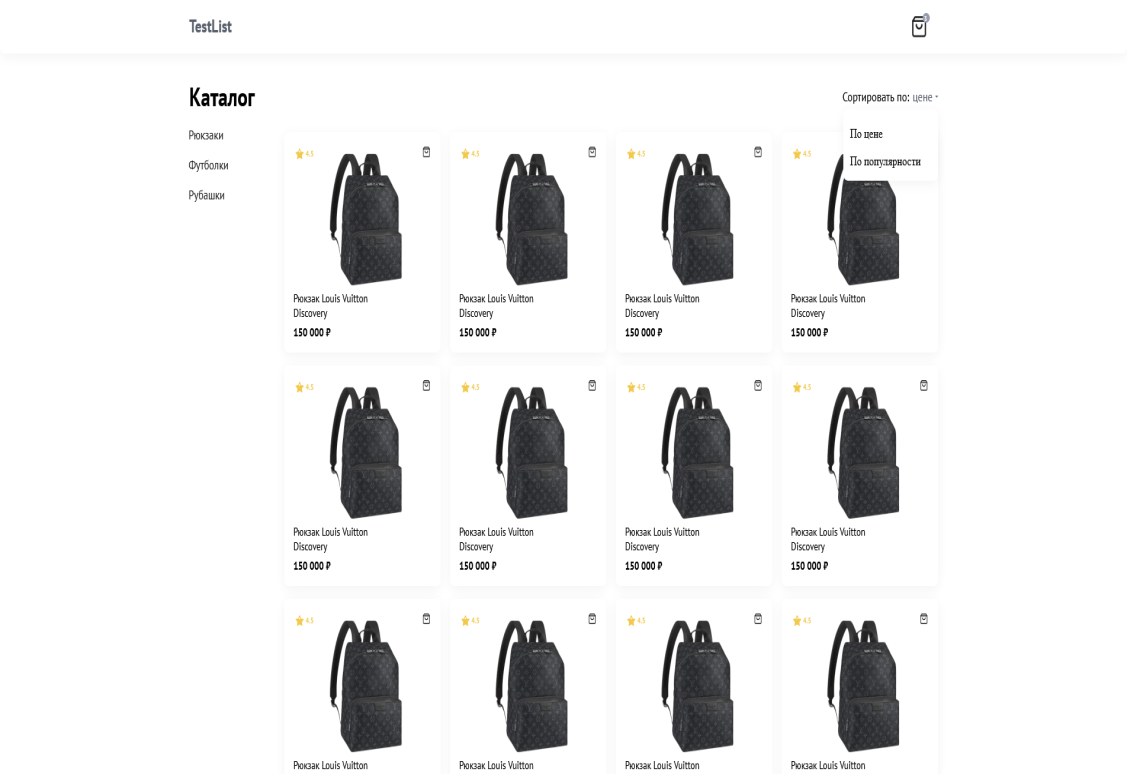 TestList
1
Каталог
Сортировать по: цене
По цене
По популярности
Рюкзаки
Футболки
Рубашки
4.5
4.5
4.5
4.5
Рюкзак Louis Vuitton
Discovery
150 000 ₽
Рюкзак Louis Vuitton
Discovery
150 000 ₽
Рюкзак Louis Vuitton
Discovery
150 000 ₽
Рюкзак Louis Vuitton
Discovery
150 000 ₽
4.5
4.5
4.5
4.5
Рюкзак Louis Vuitton
Discovery
150 000 ₽
Рюкзак Louis Vuitton
Discovery
150 000 ₽
Рюкзак Louis Vuitton
Discovery
150 000 ₽
Рюкзак Louis Vuitton
Discovery
150 000 ₽
4.5
4.5
4.5
4.5
Рюкзак Louis Vuitton
Рюкзак Louis Vuitton
Рюкзак Louis Vuitton
Рюкзак Louis Vuitton